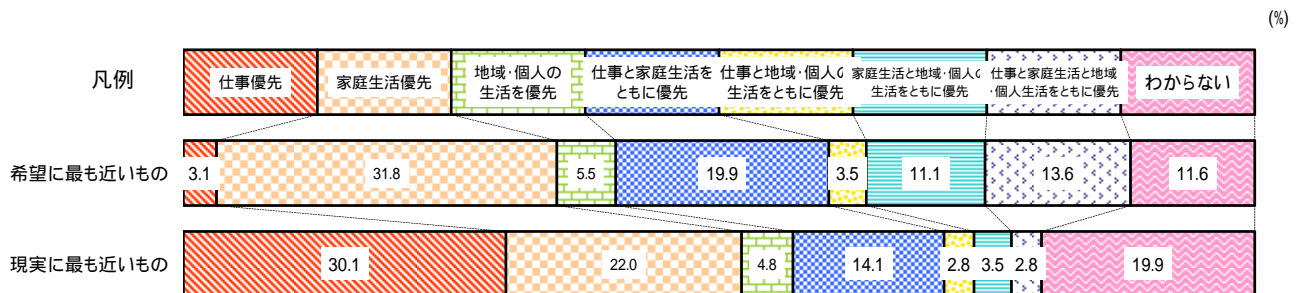 (%)
凡例
仕事優先
家庭生活優先
地域・個人の
生活を優先
仕事と家庭生活を
ともに優先
仕事と地域・個人の
生活をともに優先
家庭生活と地域・個人の
生活をともに優先
仕事と家庭生活と地域
・個人生活をともに優先
わからない
希望に最も近いもの
3.1
31.8
5.5
19.9
3.5
11.1
13.6
11.6
現実に最も近いもの
30.1
22.0
4.8
14.1
2.8
3.5
2.8
19.9